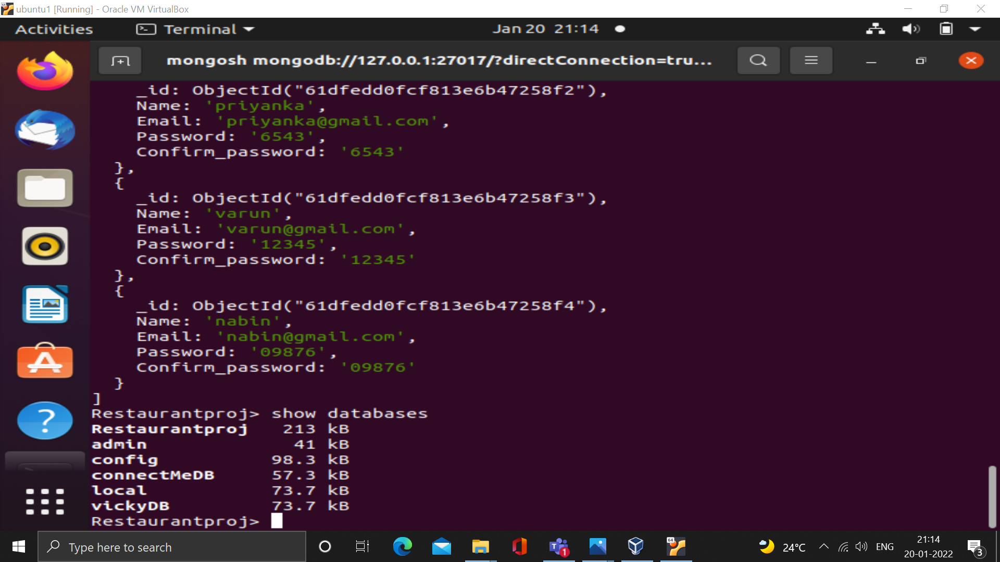 ubuntu1 [Running] - Oracle VM VirtualBox
Activities Terminal Jan 20 21:14
mongosh mongodb://127.0.0.1:27017/?directConnection=tru...
_id: ObjectId("61dfedd0fcf813e6b47258f2"),
Name: 'priyanka',
Email: 'priyanka@gmail.com',
Password: '6543',
Confirm_password: '6543'
},
{
_id: ObjectId("61dfedd0fcf813e6b47258f3"),
Name: 'varun',
Email: 'varun@gmail.com',
Password: '12345',
Confirm_password: '12345'
},
{
_id: ObjectId("61dfedd0fcf813e6b47258f4"),
Name: 'nabin',
Email: 'nabin@gmail.com',
Password: '09876',
Confirm_password: '09876'
}
]
Restaurantproj> show databases
Restaurantproj 213 kB
admin 41 kB
config 98.3 kB
connectMeDB 57.3 kB
local 73.7 kB
vickyDB 73.7 kB
Restaurantproj>
Type here to search 1 64 24°C ENG 21:14
20-01-2022 3